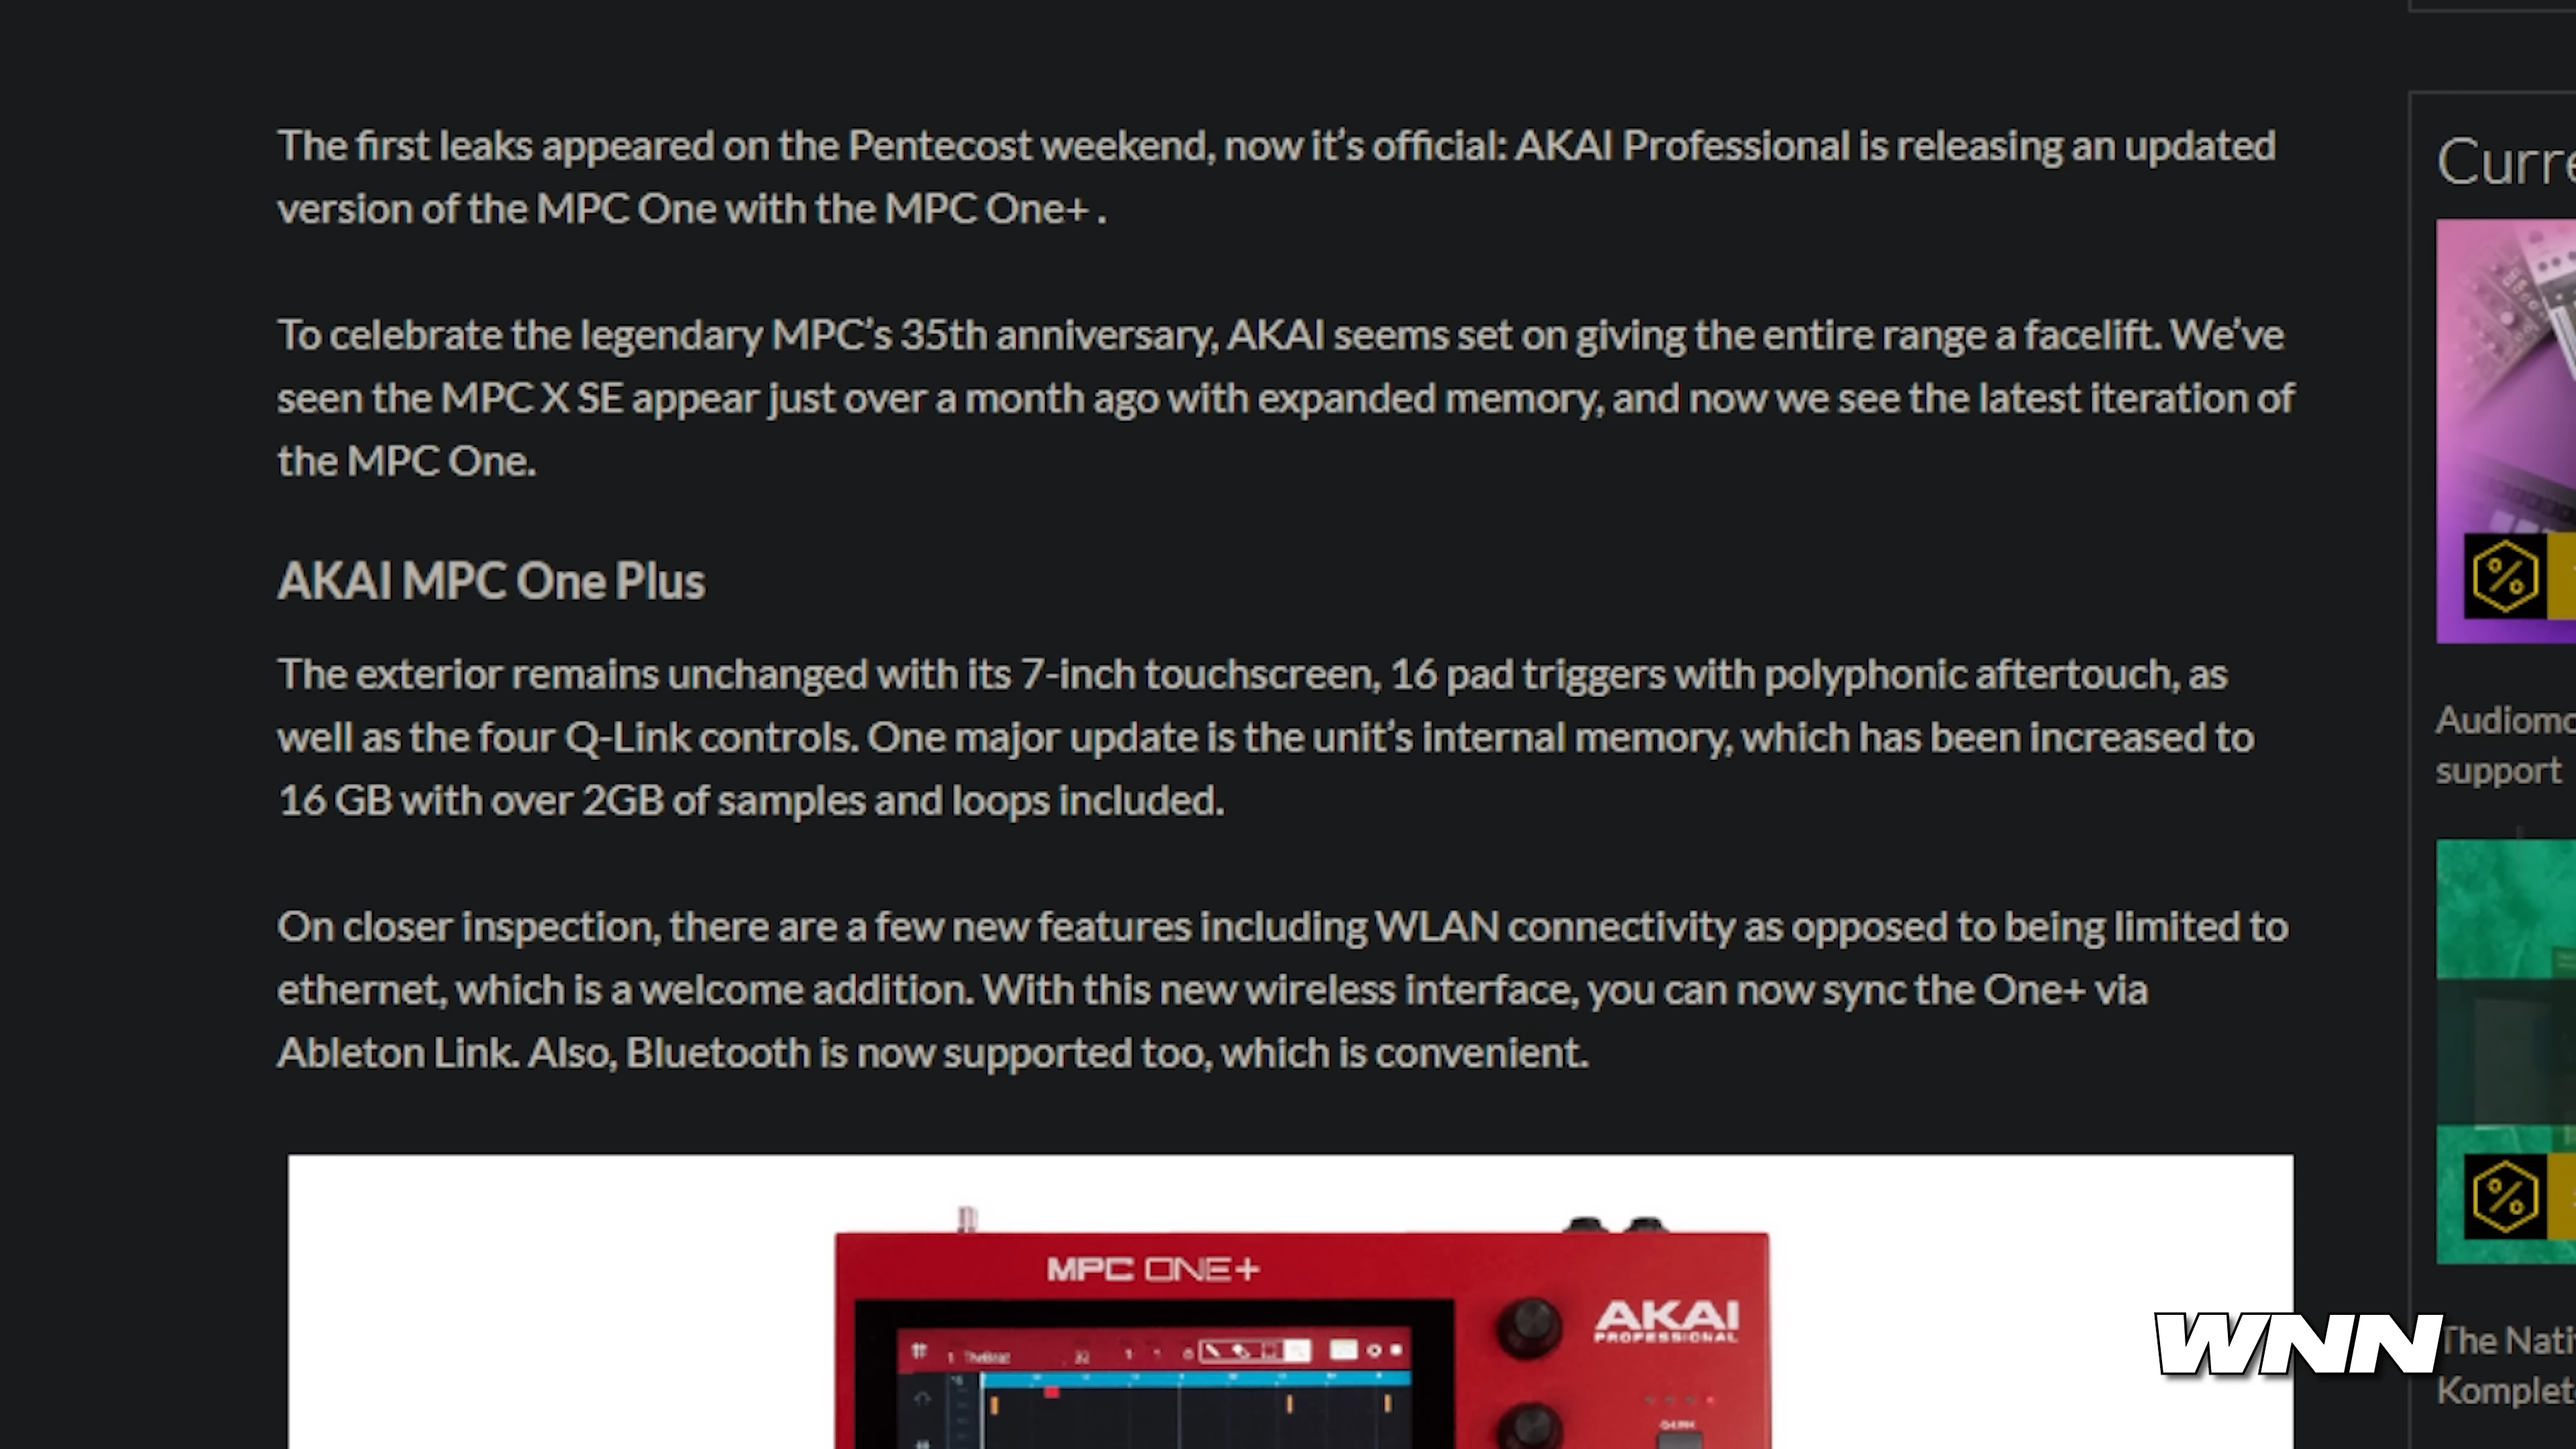 The first leaks appeared on the Pentecost weekend, now it's official: AKAI Professional is releasing an updated
version of the MPC One with the MPC One+ .
To celebrate the legendary MPC's 35th anniversary, AKAI seems set on giving the entire range a facelift. We've
seen the MPC X SE appear just over a month ago with expanded memory, and now we see the latest iteration of
the MPC One.
AKAI MPC One Plus
The exterior remains unchanged with its 7-inch touchscreen, 16 pad triggers with polyphonic aftertouch, as
well as the four Q-Link controls. One major update is the unit's internal memory, which has been increased to
16 GB with over 2GB of samples and loops included.
On closer inspection, there are a few new features including WLAN connectivity as opposed to being limited to
ethernet, which is a welcome addition. With this new wireless interface, you can now sync the One+ via
Ableton Link. Also, Bluetooth is now supported too, which is convenient.
MPC ONE+
AKAI
PROFESSIONAL
Curre
%
Audiomo
support
%
The Nati
Komplet
WNN